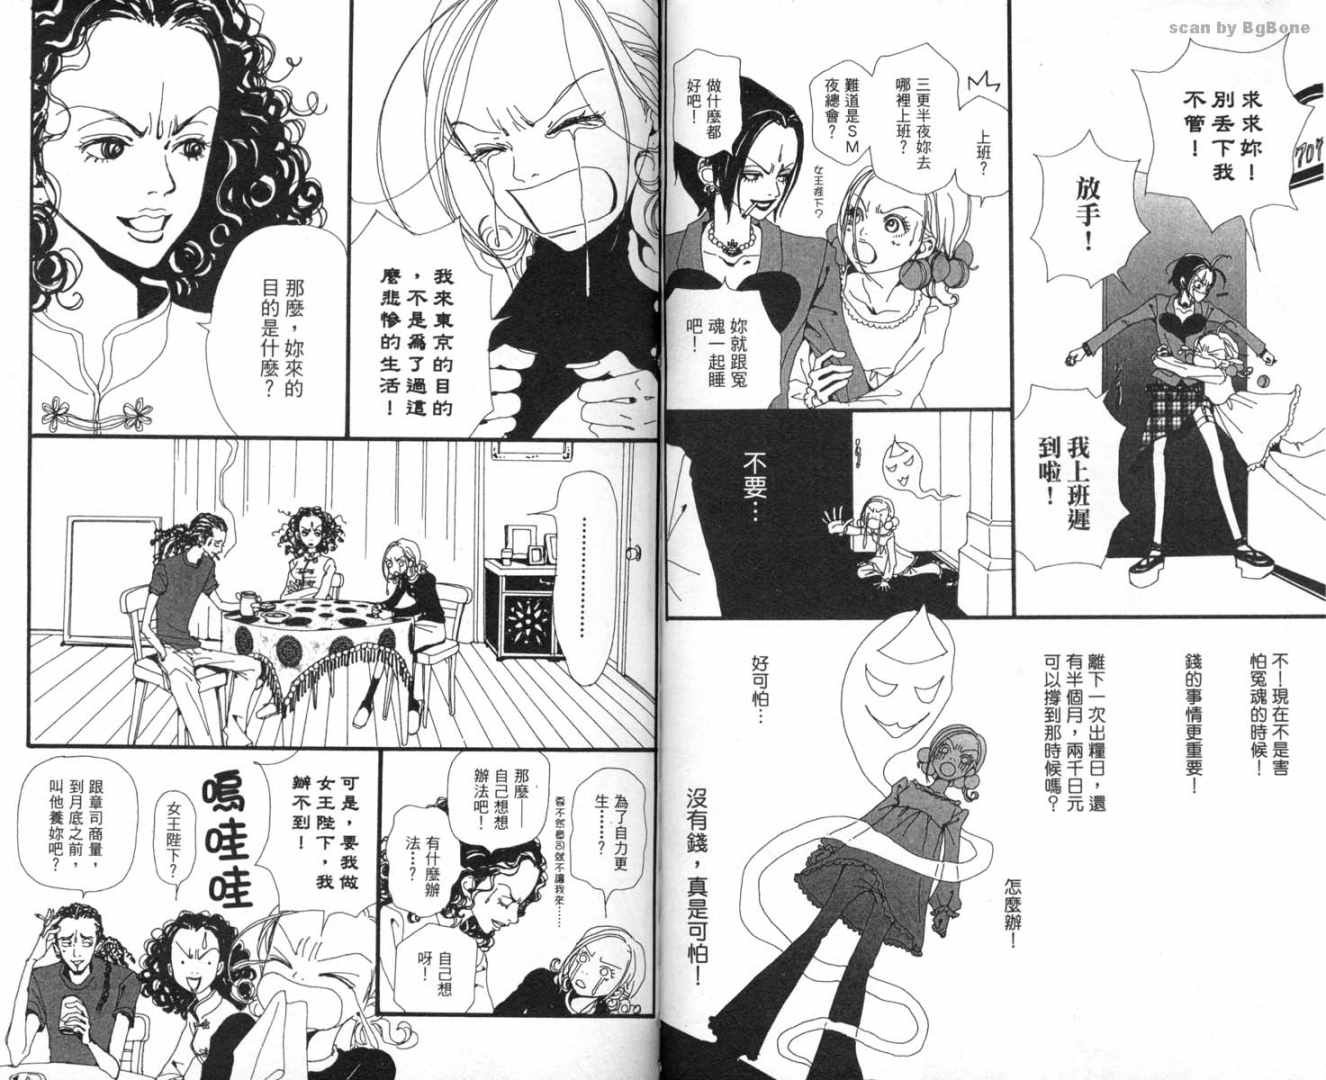 scan by BgBone
707
求求妳！
別丟下我
不管！
放手！
我上班遲
到啦！
上班？
三更半夜妳去
哪裡上班？
難道是ＳＭ
夜總會？
女王陛下？
做什麼都
好吧！
妳就跟冤
魂一起睡
吧！
不要…
不！現在不是害
怕冤魂的時候！
錢的事情更重要！
離下一次出糧日，還
有半個月，兩千日元
可以撐到那時候嗎？
怎麼辦！
好可怕…
沒有錢，真是可怕！
我來東京的目的
，不是為了過這
麼悲慘的生活！
那麼，妳來的
目的是什麼？
……………
為了自力更
生……？
那麼──
自己想想
辦法吧！
有什麼辦
法…？
自己想
呀！
可是，要我做
女王陛下，我
辦不到！
嗚哇哇
女王陛下？
跟章司商量，
到月底之前，
叫他養妳吧？